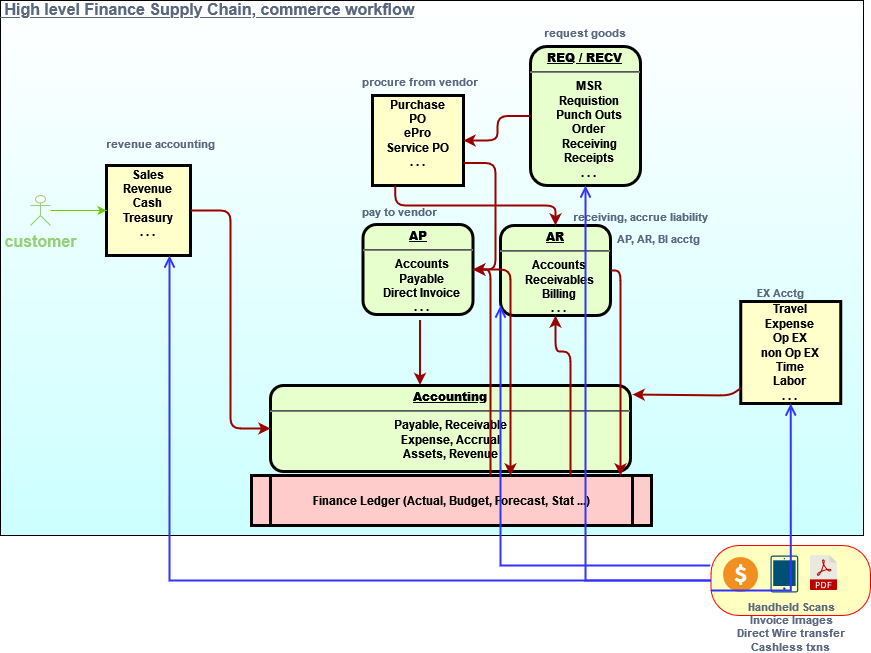 High level Finance Supply Chain, commerce workflow
request goods
REQ / RECV
MSR
Requistion
Punch Outs
Order
Receiving
Receipts
...
procure from vendor
Purchase
PO
ePro
Service PO
...
revenue accounting
Sales
Revenue
Cash
Treasury
...
customer
pay to vendor
AP
Accounts
Payable
Direct Invoice
...
receiving, accrue liability
AR
AP, AR, BI acctg
Accounts
Receivables
Billing
...
EX Acctg
Travel
Expense
Op EX
non Op EX
Time
Labor
...
Accounting
Payable, Receivable
Expense, Accrual
Assets, Revenue
Finance Ledger (Actual, Budget, Forecast, Stat ...)
$
PDF
Handheld Scans
Invoice Images
Direct Wire transfer
Cashless txns